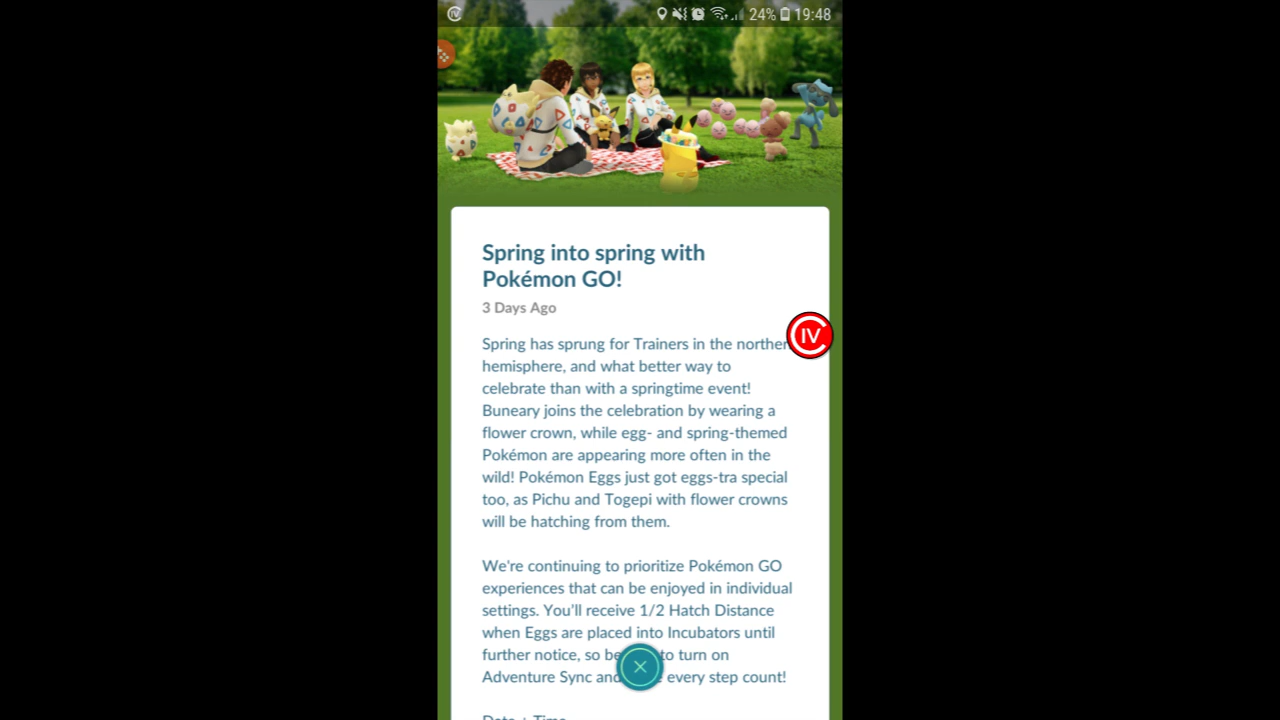 24% 19:48
Spring into spring with
Pokémon GO!
3 Days Ago
Spring has sprung for Trainers in the norther
IV
hemisphere, and what better way to
celebrate than with a springtime event!
Buneary joins the celebration by wearing a
flower crown, while egg- and spring-themed
Pokémon are appearing more often in the
wild! Pokémon Eggs just got eggs-tra special
too, as Pichu and Togepi with flower crowns
will be hatching from them.
We're continuing to prioritize Pokémon GO
experiences that can be enjoyed in individual
settings. You'll receive 1/2 Hatch Distance
when Eggs are placed into Incubators until
further notice, so be to turn on
Adventure Sync and every step count!
Date + Time